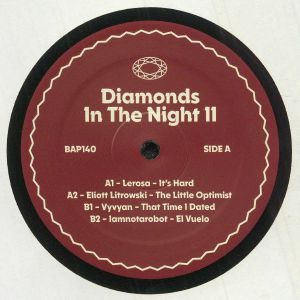 Diamonds
In The Night 11
BAP140 SIDE A
A1 - Lerosa - It's Hard
A2 - Eliott Litrowski - The Little Optimist
B1 - Vyvyan - That Time I Dated
B2 - Iamnotarobot - El Vuelo